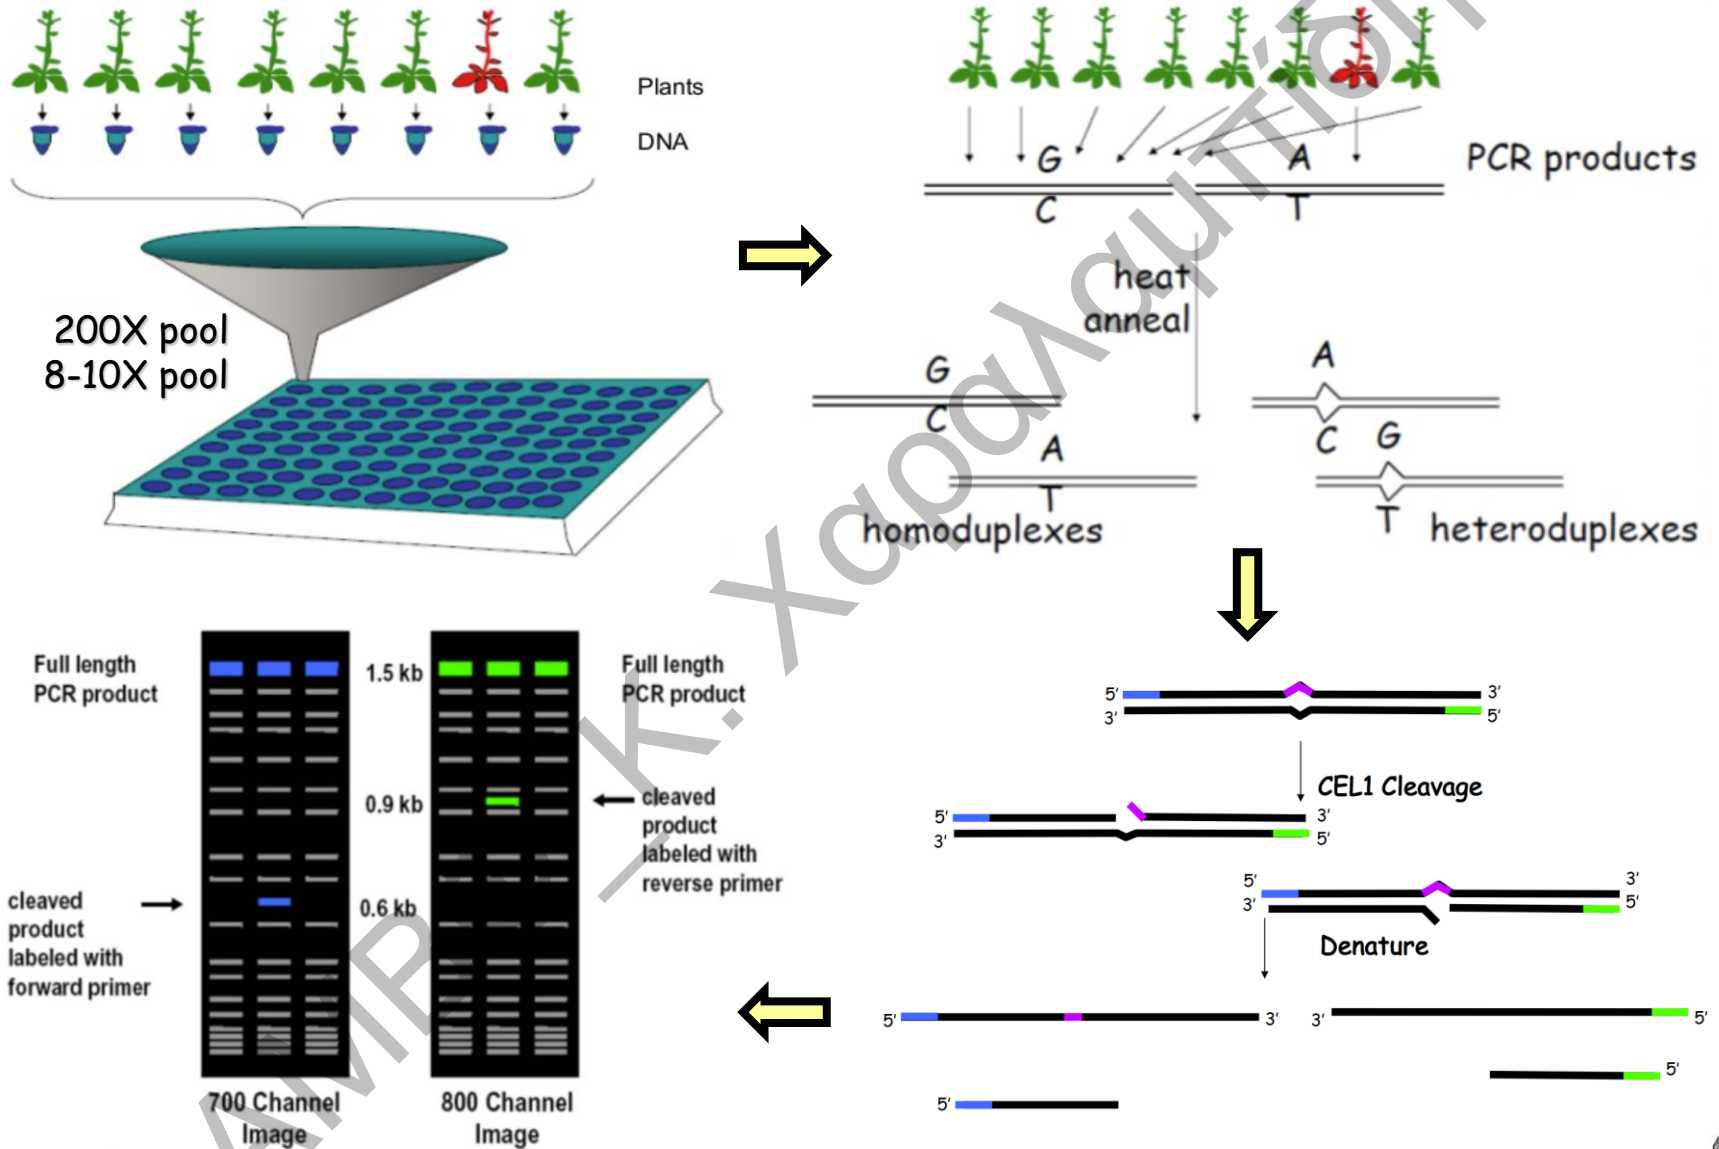 Plants
DNA
200X pool
8-10X pool
G
A
PCR products
C
T
heat
anneal
G
C
A
T
homoduplexes
A
C
G
T
heteroduplexes
5'
3'
3'
5'
CEL1 Cleavage
5'
3'
3'
5'
5'
3'
3'
5'
Denature
5'
3'
3'
5'
5'
5'
Full length
PCR product
1.5 kb
Full length
PCR product
0.9 kb
cleaved
product
labeled with
reverse primer
cleaved
product
labeled with
forward primer
0.6 kb
700 Channel
Image
800 Channel
Image
Κ. Χαραλαμπίδη